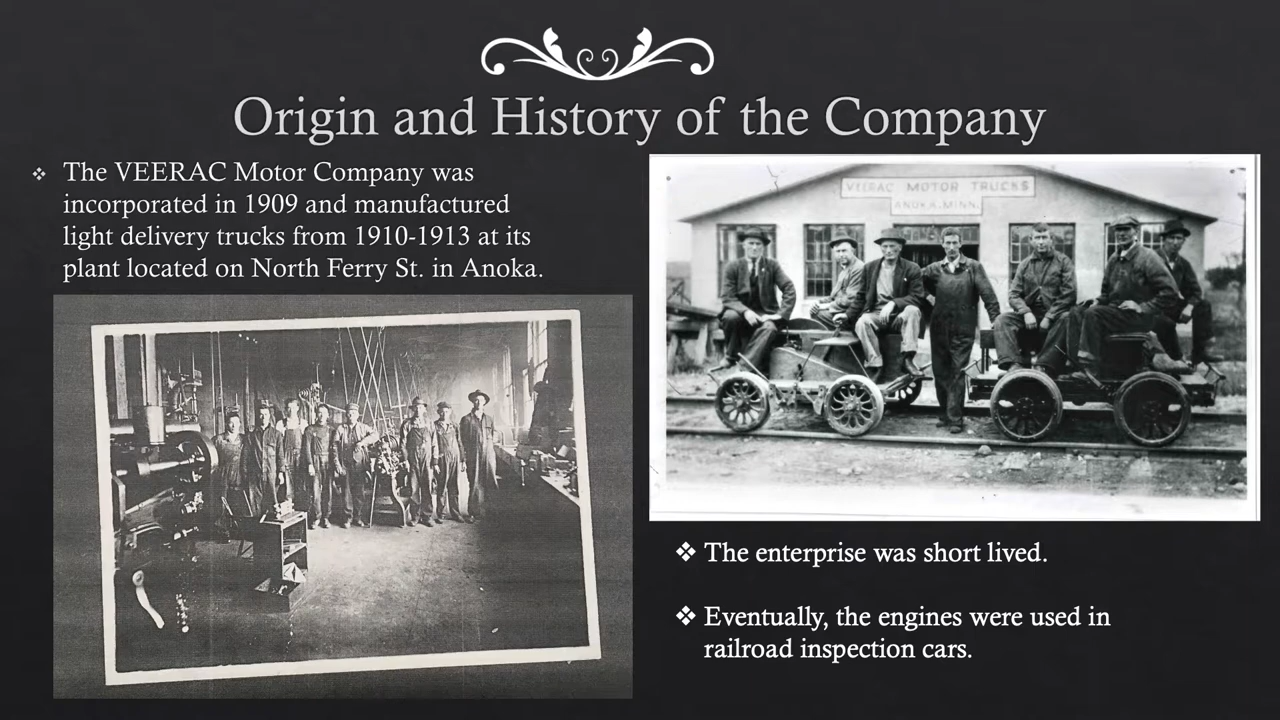 Origin and History of the Company
❖ The VEERAC Motor Company was
incorporated in 1909 and manufactured
light delivery trucks from 1910-1913 at its
plant located on North Ferry St. in Anoka.
VEERAC MOTOR TRUCKS
ANOKA.MINN.
❖ The enterprise was short lived.
❖ Eventually, the engines were used in
railroad inspection cars.